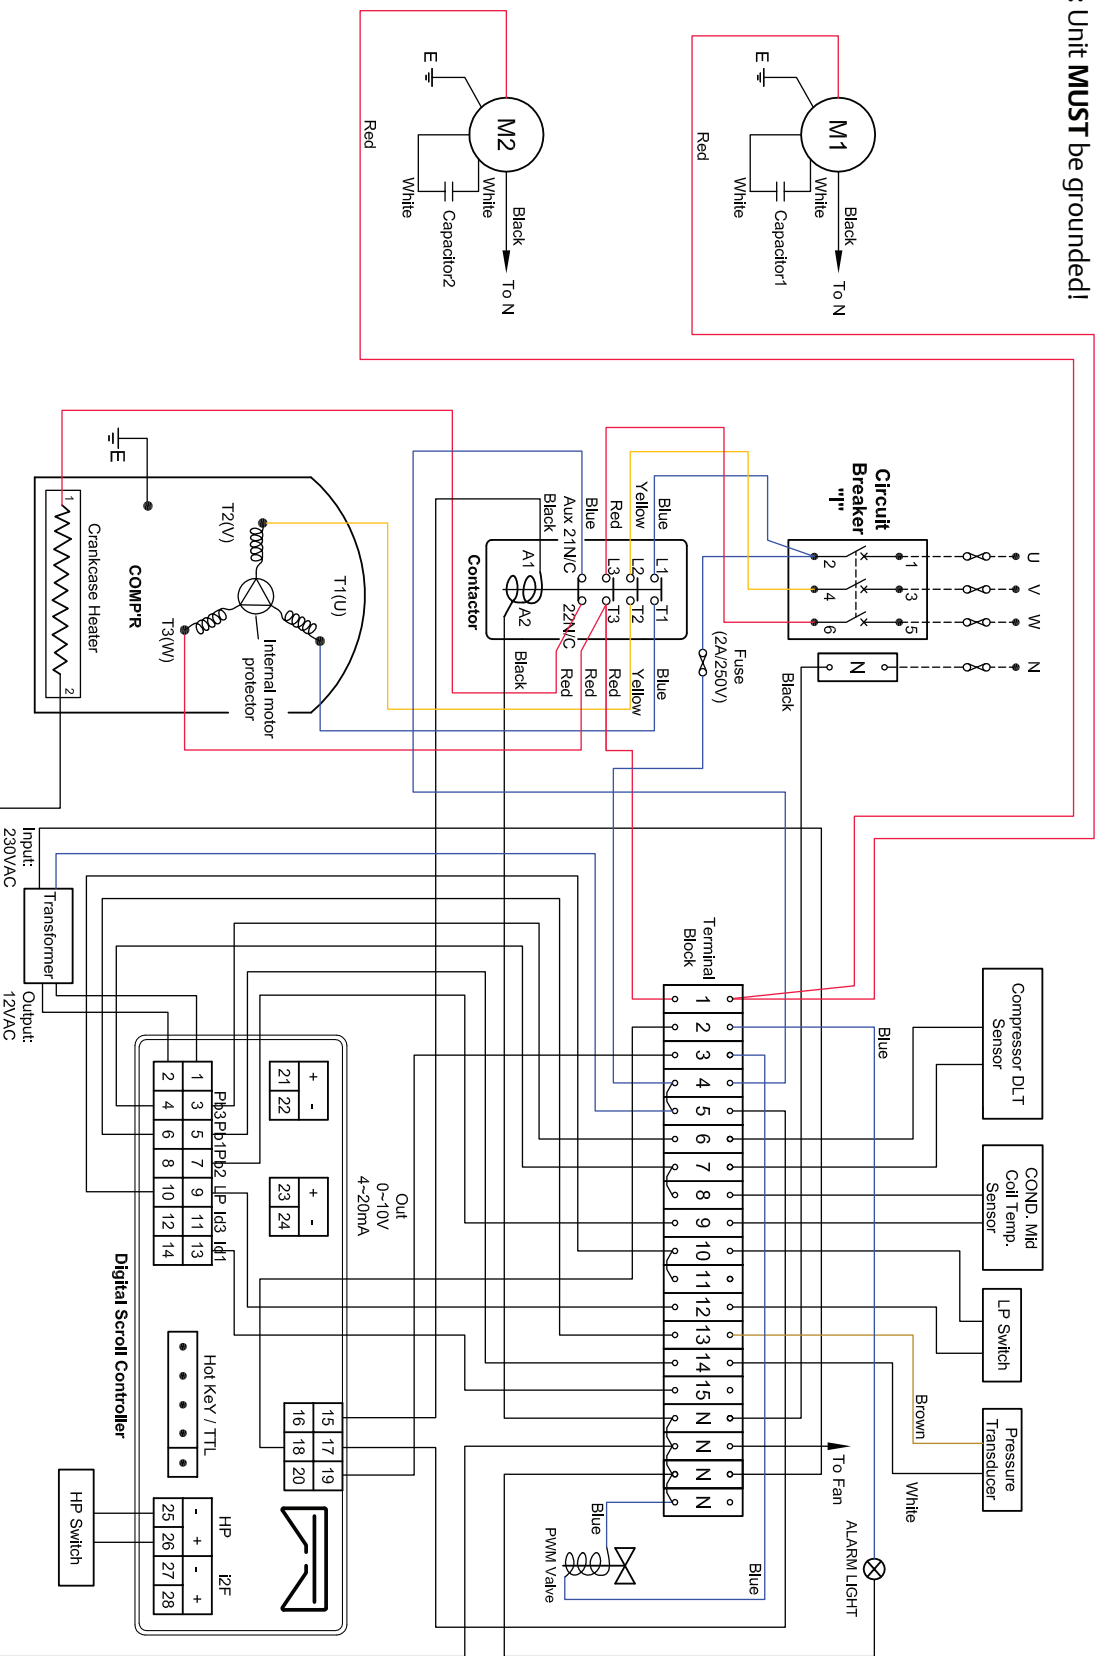 : Unit MUST be grounded!
M1
E
Red
White
White
Capacitor1
Black
To N
M2
E
Red
White
White
Capacitor2
Black
To N
U
V
W
N
Circuit
Breaker
"I"
1
3
5
2
4
6
N
Black
Fuse
(2A/250V)
Blue
Yellow
Red
Blue
Aux 21N/C
Black
L1
L2
L3
A1
T1
T2
T3
22N/C
A2
Contactor
Blue
Yellow
Red
Red
Red
Black
E
T2(V)
T1(U)
T3(W)
COMP'R
Internal motor
protector
Crankcase Heater
1
2
Input:
230VAC
Transformer
Output:
12VAC
Terminal
Block
1
2
3
4
5
6
7
8
9
10
11
12
13
14
15
N
N
N
N
Blue
Compressor DLT
Sensor
COND. Mid
Coil Temp.
Sensor
LP Switch
Pressure
Transducer
Brown
White
To Fan
ALARM LIGHT
Blue
Blue
PWM Valve
Out
0~10V
4~20mA
+ -
21 22
+ -
23 24
Pb3 Pb1 Pb2 LP Id3 Id1
1 3 5 7 9 11 13
2 4 6 8 10 12 14
Digital Scroll Controller
Hot KeY / TTL
15 17 19
16 18 20
HP
i2F
- + - +
25 26 27 28
HP Switch